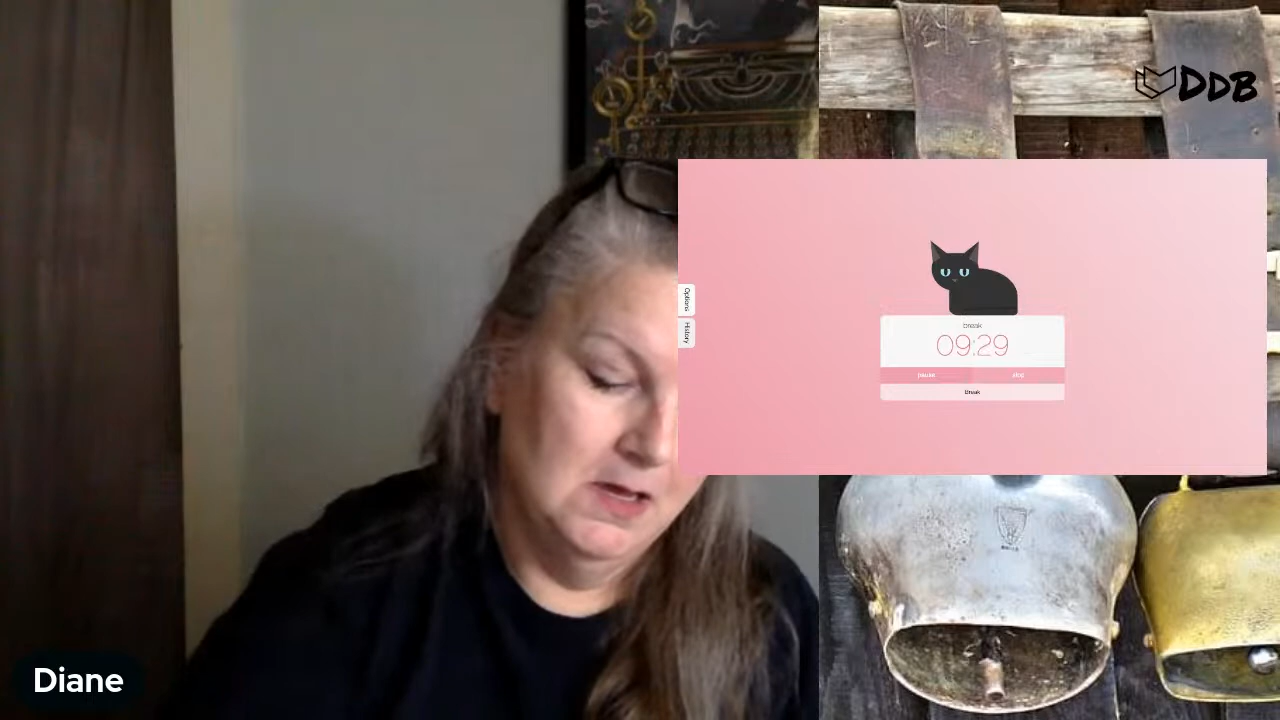 DDB
Options
History
break
09:29
pause
stop
Break
Diane